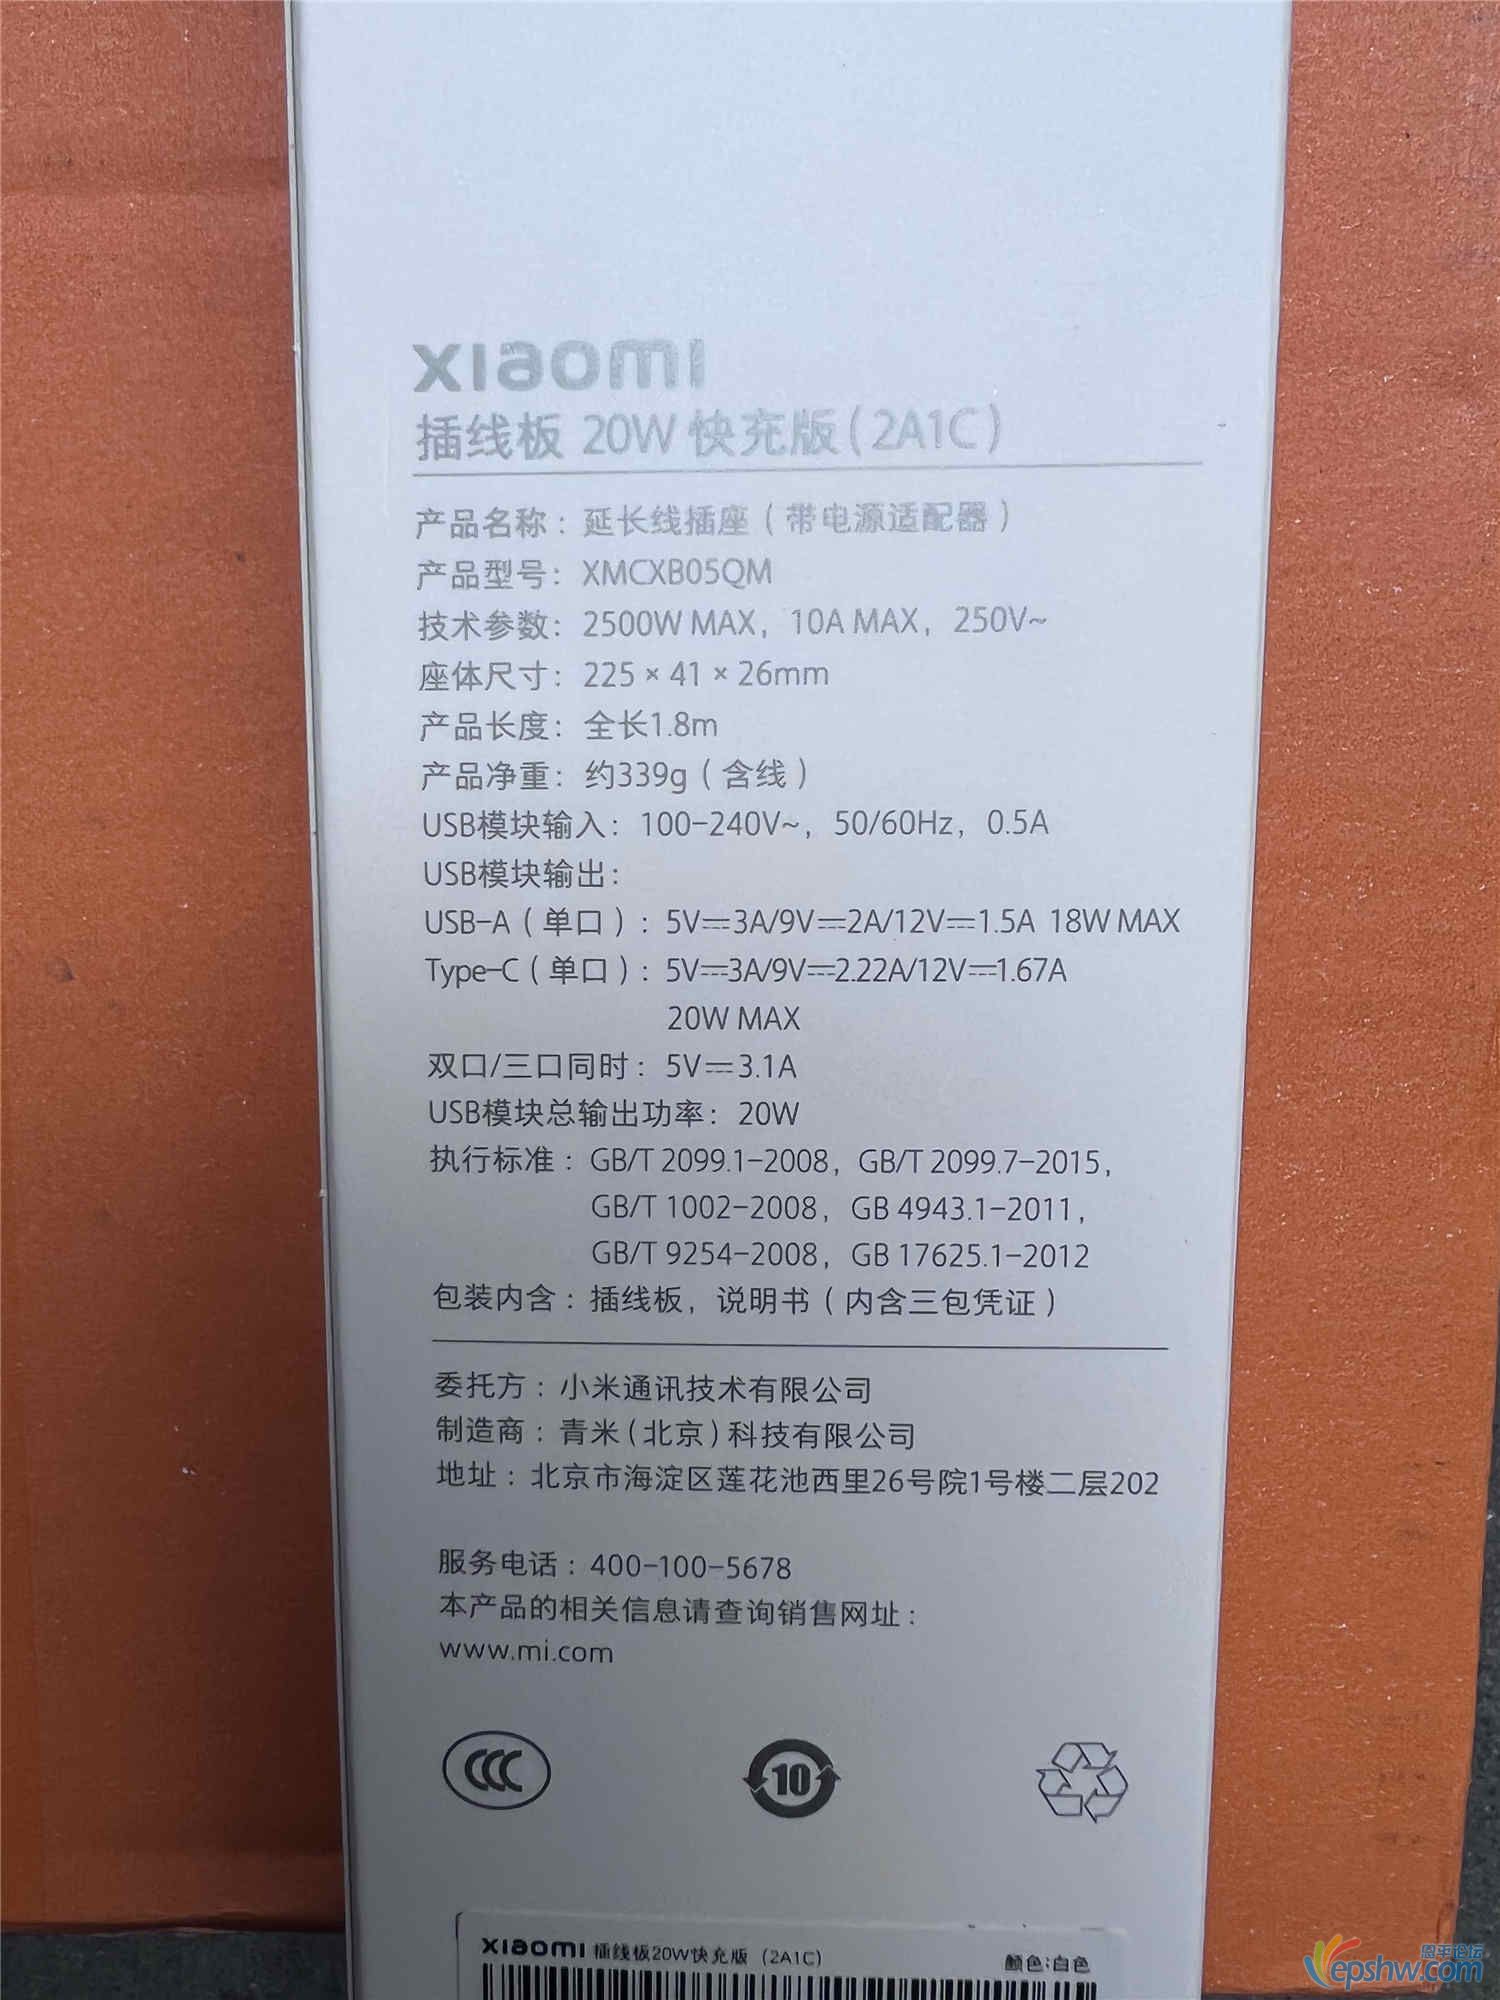 xiaomi
插线板 20W 快充版（2A1C）
产品名称：延长线插座（带电源适配器）
产品型号：XMCXB05QM
技术参数：2500W MAX，10A MAX，250V~
座体尺寸：225 × 41 × 26mm
产品长度：全长1.8m
产品净重：约339g（含线）
USB模块输入：100-240V~，50/60Hz，0.5A
USB模块输出：
USB-A（单口）：5V⎓3A/9V⎓2A/12V⎓1.5A 18W MAX
Type-C（单口）：5V⎓3A/9V⎓2.22A/12V⎓1.67A
20W MAX
双口/三口同时：5V⎓3.1A
USB模块总输出功率：20W
执行标准：GB/T 2099.1-2008，GB/T 2099.7-2015，
GB/T 1002-2008，GB 4943.1-2011，
GB/T 9254-2008，GB 17625.1-2012
包装内含：插线板，说明书（内含三包凭证）
委托方：小米通讯技术有限公司
制造商：青米（北京）科技有限公司
地址：北京市海淀区莲花池西里26号院1号楼二层202
服务电话：400-100-5678
本产品的相关信息请查询销售网址：
www.mi.com
CCC
10
xiaomi 插线板20W快充版（2A1C）
颜色:白色
恩平论坛
epshw.com